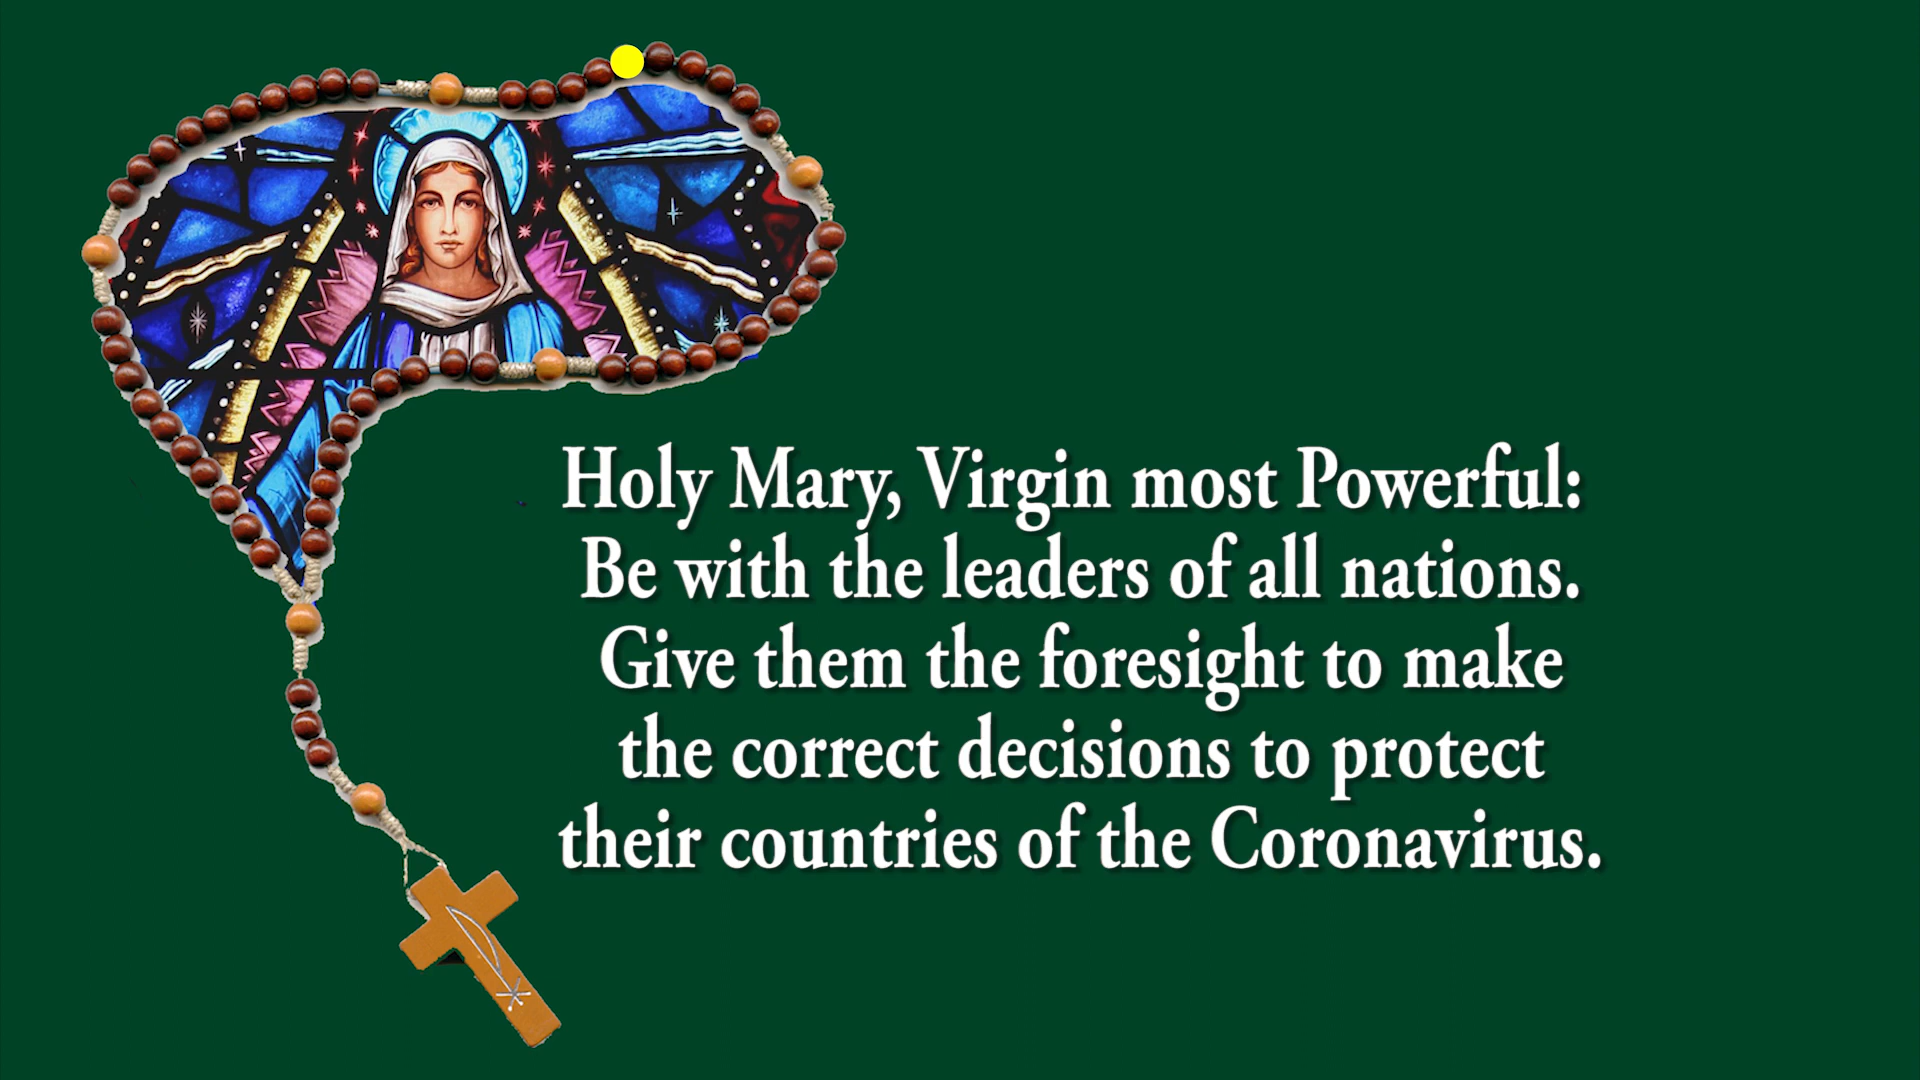 Holy Mary, Virgin most Powerful:
Be with the leaders of all nations.
Give them the foresight to make
the correct decisions to protect
their countries of the Coronavirus.